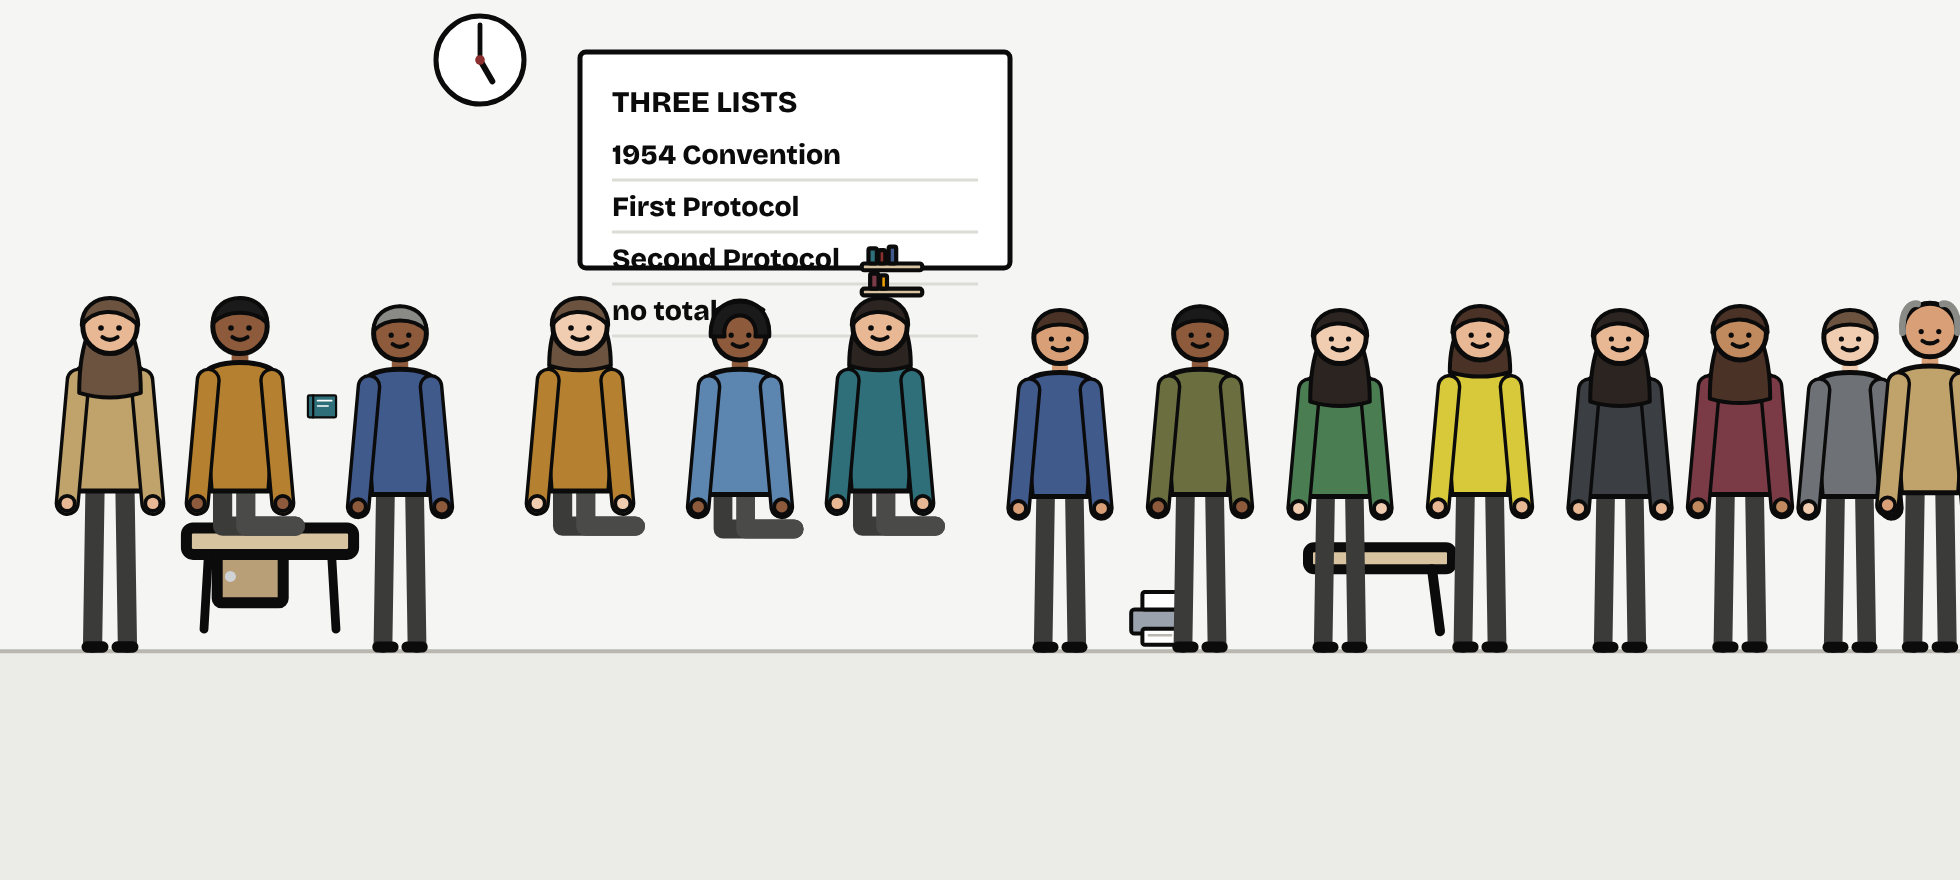 THREE LISTS
1954 Convention
First Protocol
Second Protocol
no total